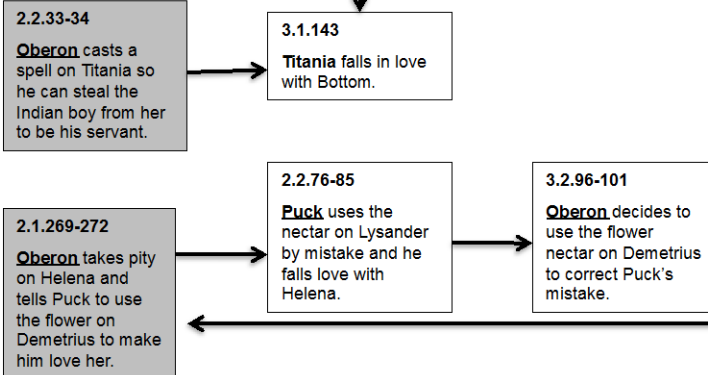 2.2.33-34
Oberon casts a
spell on Titania so
he can steal the
Indian boy from her
to be his servant.
3.1.143
Titania falls in love
with Bottom.
2.1.269-272
Oberon takes pity
on Helena and
tells Puck to use
the flower on
Demetrius to make
him love her.
2.2.76-85
Puck uses the
nectar on Lysander
by mistake and he
falls love with
Helena.
3.2.96-101
Oberon decides to
use the flower
nectar on Demetrius
to correct Puck's
mistake.